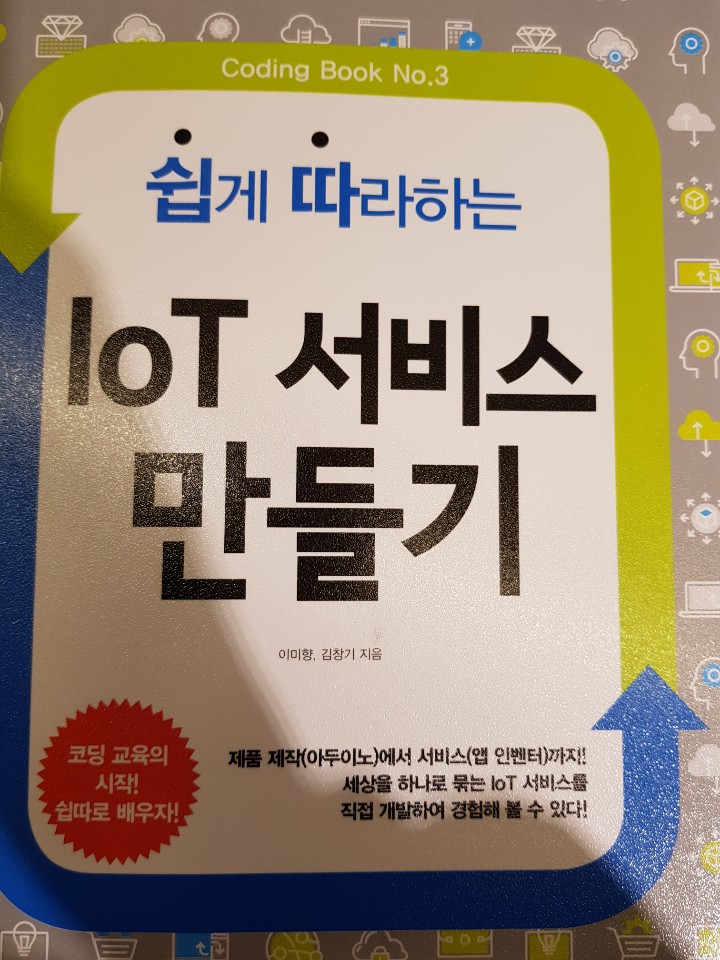 Coding Book No.3
쉽게 따라하는
IoT 서비스
만들기
이미향, 김창기 지음
코딩 교육의
시작!
쉽따로 배우자!
제품 제작(아두이노)에서 서비스(앱 인벤터)까지!
세상을 하나로 묶는 IoT 서비스를
직접 개발하여 경험해 볼 수 있다!